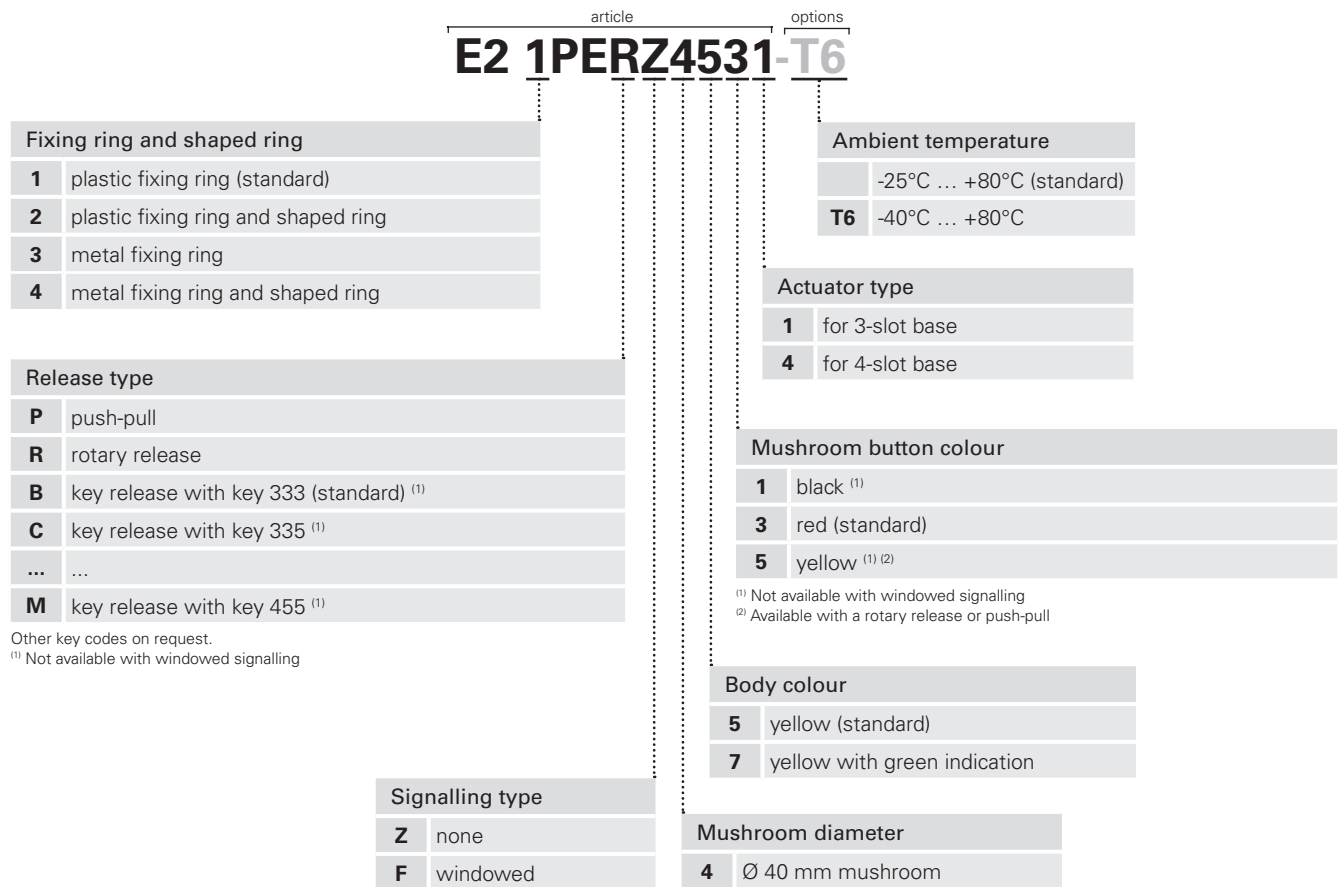 article options
E2 1PERZ4531-T6
Fixing ring and shaped ring
1 plastic fixing ring (standard)
2 plastic fixing ring and shaped ring
3 metal fixing ring
4 metal fixing ring and shaped ring
Ambient temperature
-25°C … +80°C (standard)
T6 -40°C … +80°C
Actuator type
1 for 3-slot base
4 for 4-slot base
Release type
P push-pull
R rotary release
B key release with key 333 (standard) (1)
C key release with key 335 (1)
... ...
M key release with key 455 (1)
Other key codes on request.
(1) Not available with windowed signalling
Mushroom button colour
1 black (1)
3 red (standard)
5 yellow (1) (2)
(1) Not available with windowed signalling
(2) Available with a rotary release or push-pull
Body colour
5 yellow (standard)
7 yellow with green indication
Signalling type
Z none
F windowed
Mushroom diameter
4 Ø 40 mm mushroom